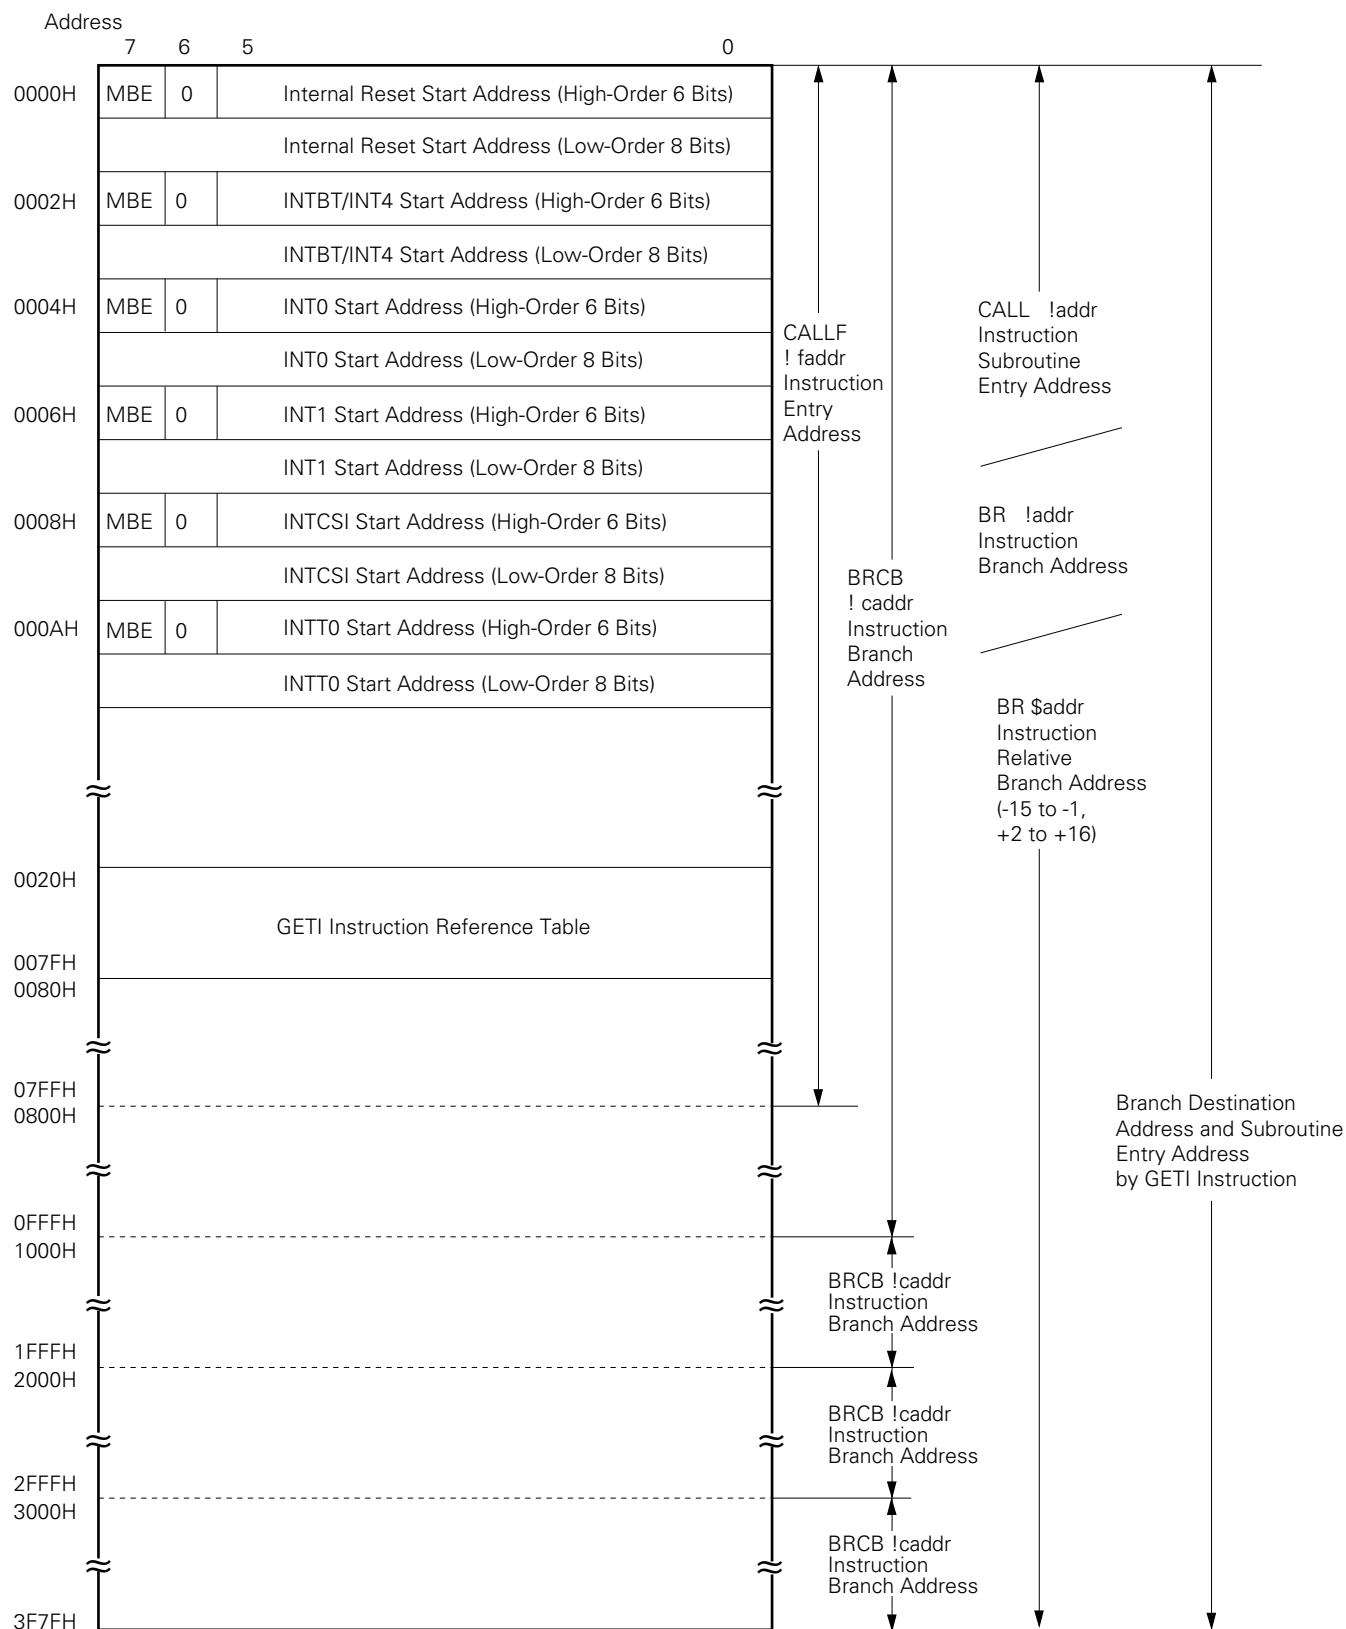 Address
7 6 5 0
0000H MBE 0 Internal Reset Start Address (High-Order 6 Bits)
Internal Reset Start Address (Low-Order 8 Bits)
0002H MBE 0 INTBT/INT4 Start Address (High-Order 6 Bits)
INTBT/INT4 Start Address (Low-Order 8 Bits)
0004H MBE 0 INT0 Start Address (High-Order 6 Bits)
INT0 Start Address (Low-Order 8 Bits)
0006H MBE 0 INT1 Start Address (High-Order 6 Bits)
INT1 Start Address (Low-Order 8 Bits)
0008H MBE 0 INTCSI Start Address (High-Order 6 Bits)
INTCSI Start Address (Low-Order 8 Bits)
000AH MBE 0 INTT0 Start Address (High-Order 6 Bits)
INTT0 Start Address (Low-Order 8 Bits)
0020H
GETI Instruction Reference Table
007FH
0080H
07FFH
0800H
0FFFH
1000H
1FFFH
2000H
2FFFH
3000H
3F7FH
CALLF
! faddr
Instruction
Entry
Address
BRCB
! caddr
Instruction
Branch
Address
BRCB !caddr
Instruction
Branch Address
BRCB !caddr
Instruction
Branch Address
BRCB !caddr
Instruction
Branch Address
CALL !addr
Instruction
Subroutine
Entry Address
BR !addr
Instruction
Branch Address
BR $addr
Instruction
Relative
Branch Address
(-15 to -1,
+2 to +16)
Branch Destination
Address and Subroutine
Entry Address
by GETI Instruction